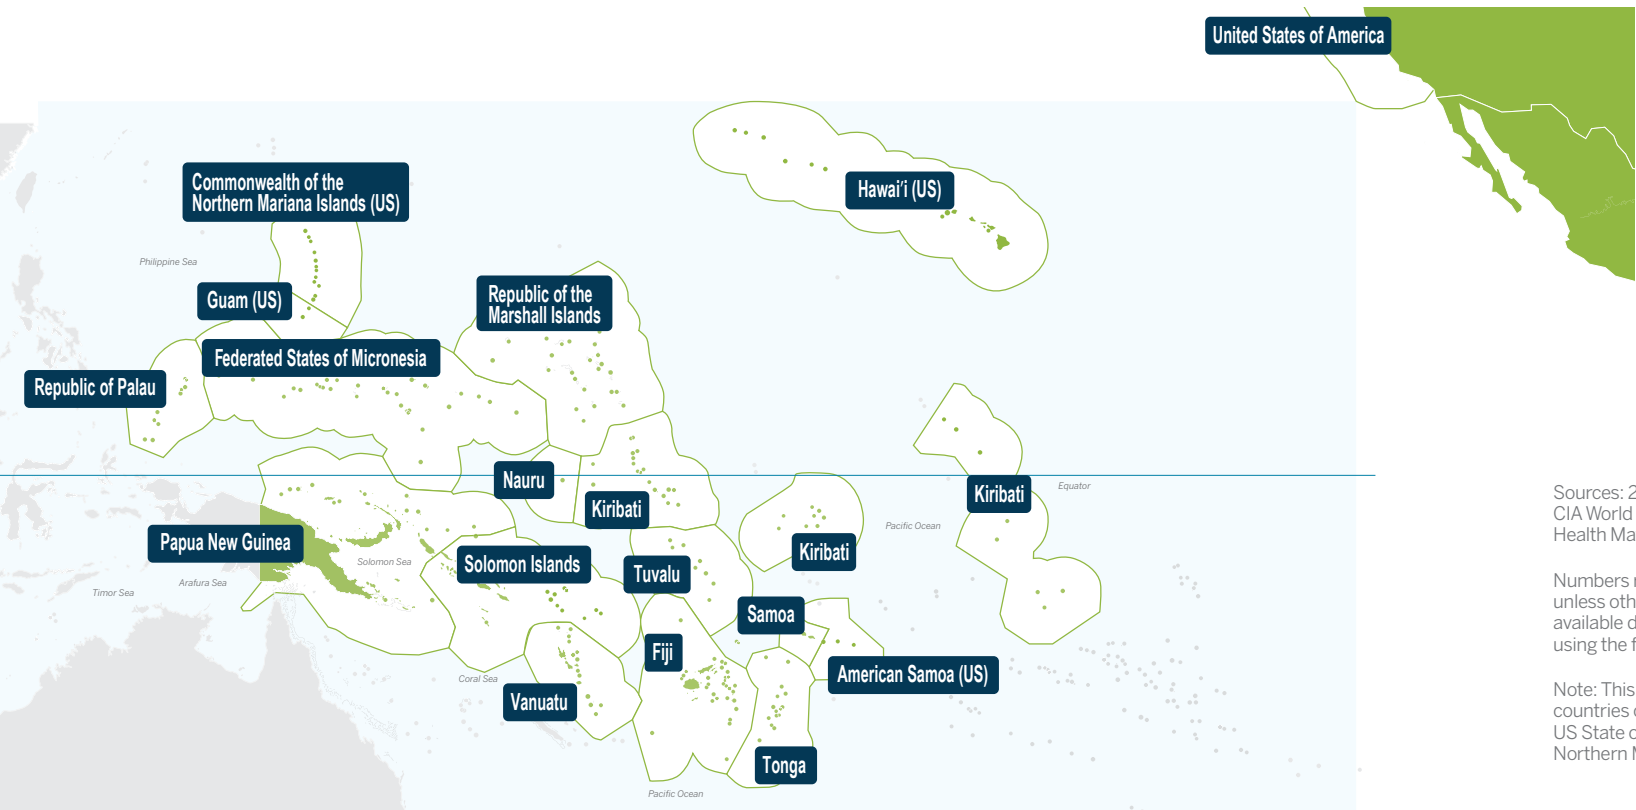 United States of America
Commonwealth of the
Northern Mariana Islands (US)
Hawai'i (US)
Philippine Sea
Guam (US)
Republic of the
Marshall Islands
Federated States of Micronesia
Republic of Palau
Nauru
Kiribati
Kiribati
Equator
Kiribati
Pacific Ocean
Papua New Guinea
Solomon Sea
Solomon Islands
Tuvalu
Arafura Sea
Timor Sea
Samoa
Fiji
American Samoa (US)
Coral Sea
Vanuatu
Tonga
Pacific Ocean
Sources: 2
CIA World
Health Ma
Numbers r
unless oth
available d
using the f
Note: This
countries o
US State o
Northern M